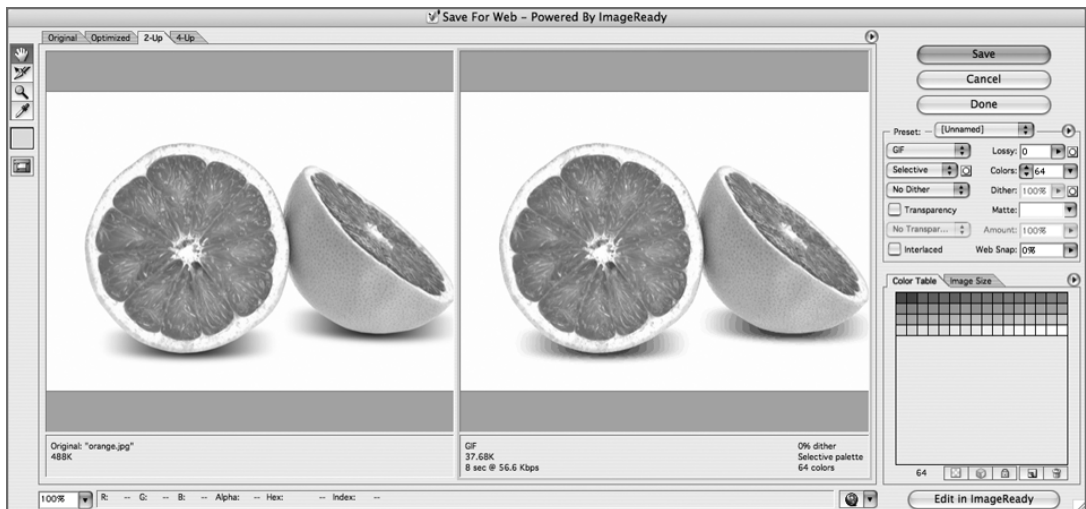 Save For Web – Powered By ImageReady
Original Optimized 2-Up 4-Up
Save
Cancel
Done
Preset: [Unnamed]
GIF Lossy: 0
Selective Colors: 64
No Dither Dither: 100%
Transparency Matte:
No Transpar... Amount: 100%
Interlaced Web Snap: 0%
Color Table Image Size
Original: "orange.jpg"
488K
GIF 0% dither
37.68K Selective palette
8 sec @ 56.6 Kbps 64 colors
64
100% R: -- G: -- B: -- Alpha: -- Hex: -- Index: --
Edit in ImageReady